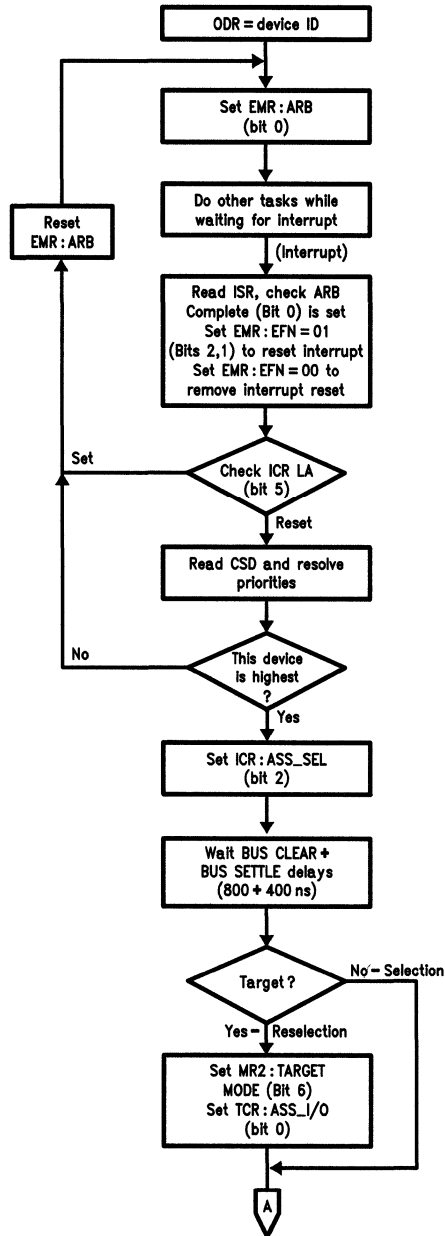 ODR = device ID
Set EMR : ARB
(bit 0)
Do other tasks while
waiting for interrupt
Reset
EMR : ARB
(Interrupt)
Read ISR, check ARB
Complete (Bit 0) is set
Set EMR : EFN = 01
(Bits 2,1) to reset interrupt
Set EMR : EFN = 00 to
remove interrupt reset
Set
Check ICR LA
(bit 5)
Reset
Read CSD and resolve
priorities
No
This device
is highest
?
Yes
Set ICR : ASS_SEL
(bit 2)
Wait BUS CLEAR +
BUS SETTLE delays
(800 + 400 ns)
No - Selection
Target ?
Yes - Reselection
Set MR2 : TARGET
MODE (Bit 6)
Set TCR : ASS_I/O
(bit 0)
A